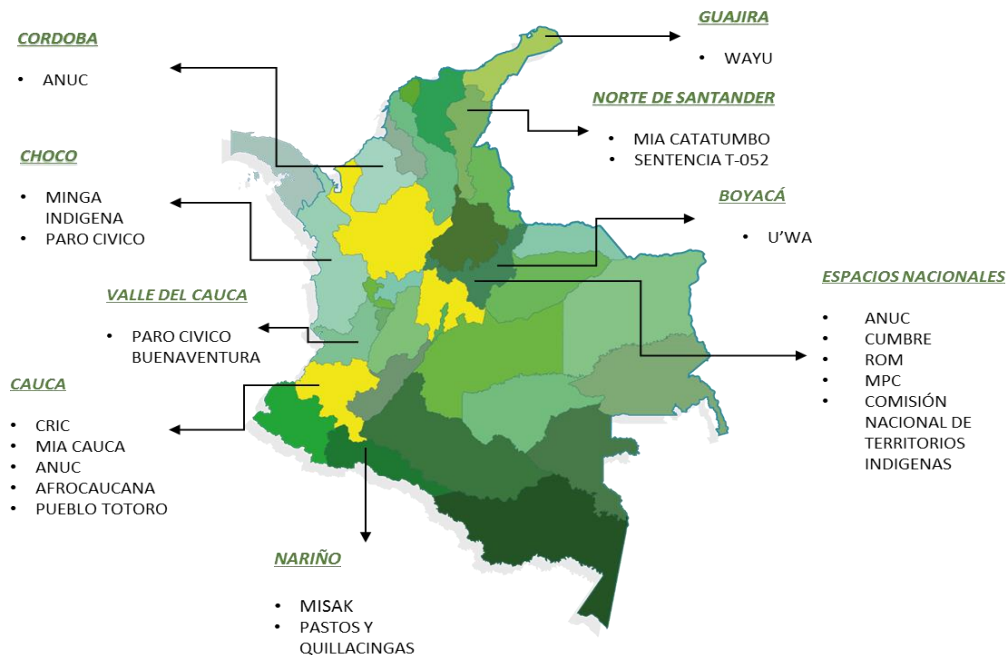 CORDOBA
• ANUC
CHOCO
• MINGA
INDIGENA
• PARO CIVICO
VALLE DEL CAUCA
• PARO CIVICO
BUENAVENTURA
CAUCA
• CRIC
• MIA CAUCA
• ANUC
• AFROCAUCANA
• PUEBLO TOTORO
NARIÑO
• MISAK
• PASTOS Y
QUILLACINGAS
GUAJIRA
• WAYU
NORTE DE SANTANDER
• MIA CATATUMBO
• SENTENCIA T-052
BOYACÁ
• U’WA
ESPACIOS NACIONALES
• ANUC
• CUMBRE
• ROM
• MPC
• COMISIÓN
NACIONAL DE
TERRITORIOS
INDIGENAS